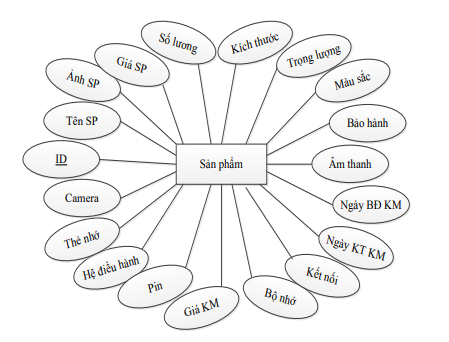 Số lương
Kích thước
Giá SP
Trọng lượng
Ảnh SP
Màu sắc
Tên SP
Bảo hành
ID
Sản phẩm
Âm thanh
Camera
Ngày BĐ KM
Thẻ nhớ
Ngày KT KM
Hệ điều hành
Kết nối
Pin
Bộ nhớ
Giá KM